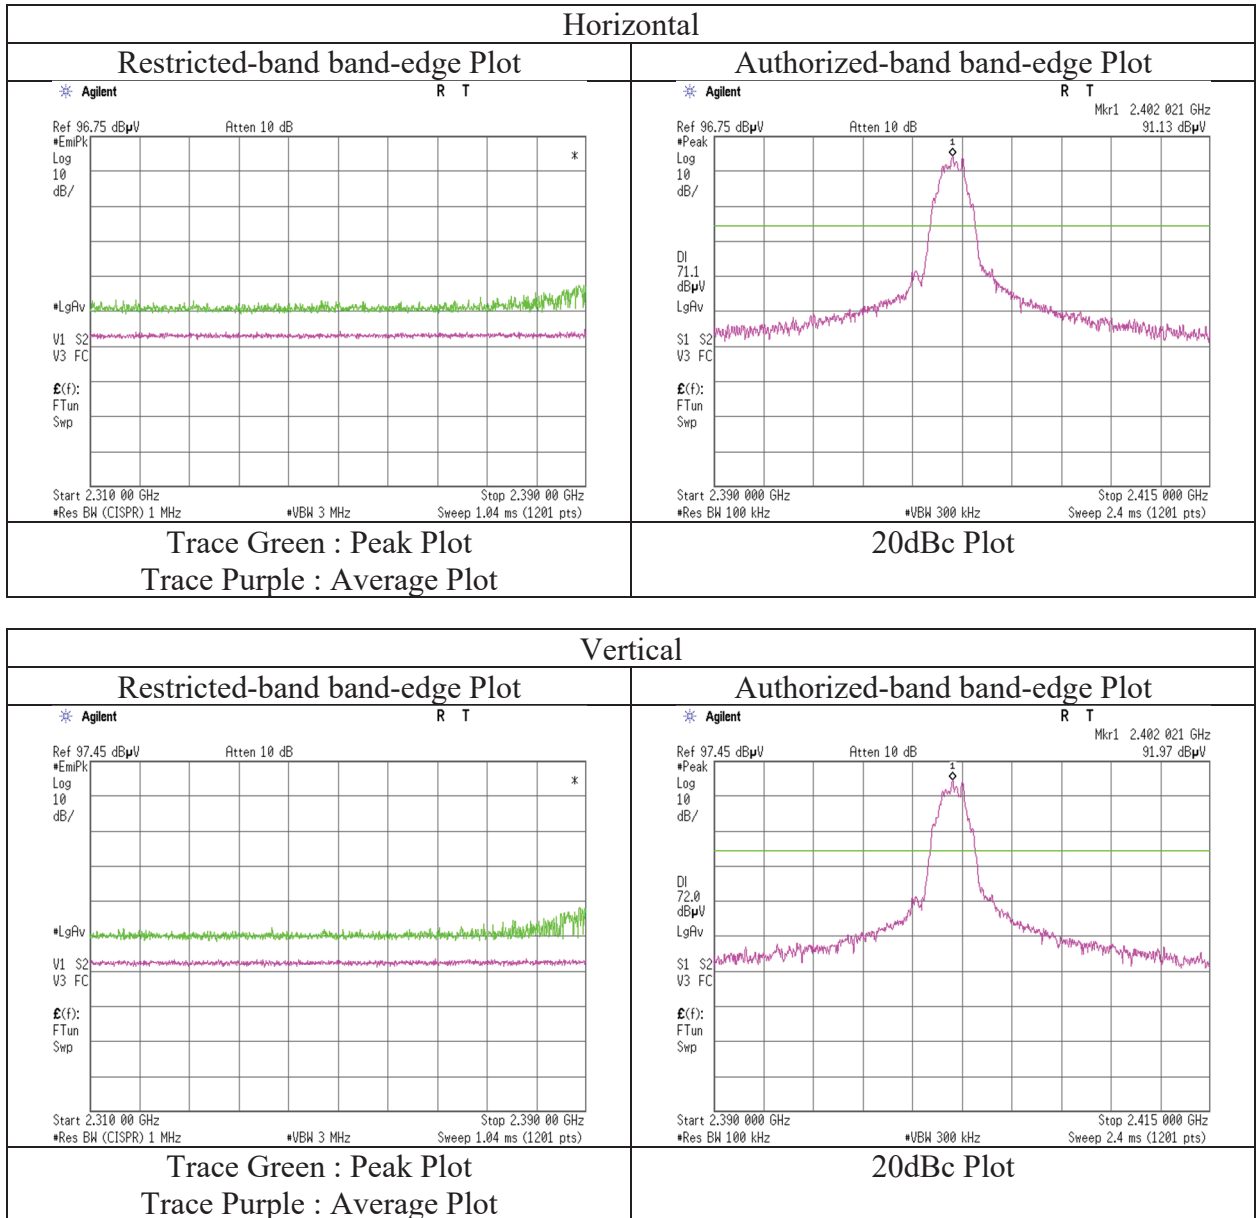 Horizontal
Restricted-band band-edge Plot
Agilent R T
Ref 96.75 dBµV Atten 10 dB
#EmiPk
Log
10
dB/
*
#LgAv
V1 S2
V3 FC
£(f):
FTun
Swp
Start 2.310 00 GHz Stop 2.390 00 GHz
#Res BW (CISPR) 1 MHz #VBW 3 MHz Sweep 1.04 ms (1201 pts)
Trace Green : Peak Plot
Trace Purple : Average Plot
Authorized-band band-edge Plot
Agilent R T
Mkr1 2.402 021 GHz
Ref 96.75 dBµV Atten 10 dB 91.13 dBµV
#Peak
Log
10
dB/
1
DI
71.1
dBµV
LgAv
S1 S2
V3 FC
£(f):
FTun
Swp
Start 2.390 000 GHz Stop 2.415 000 GHz
#Res BW 100 kHz #VBW 300 kHz Sweep 2.4 ms (1201 pts)
20dBc Plot
Vertical
Restricted-band band-edge Plot
Agilent R T
Ref 97.45 dBµV Atten 10 dB
#EmiPk
Log
10
dB/
*
#LgAv
V1 S2
V3 FC
£(f):
FTun
Swp
Start 2.310 00 GHz Stop 2.390 00 GHz
#Res BW (CISPR) 1 MHz #VBW 3 MHz Sweep 1.04 ms (1201 pts)
Trace Green : Peak Plot
Trace Purple : Average Plot
Authorized-band band-edge Plot
Agilent R T
Mkr1 2.402 021 GHz
Ref 97.45 dBµV Atten 10 dB 91.97 dBµV
#Peak
Log
10
dB/
1
DI
72.0
dBµV
LgAv
S1 S2
V3 FC
£(f):
FTun
Swp
Start 2.390 000 GHz Stop 2.415 000 GHz
#Res BW 100 kHz #VBW 300 kHz Sweep 2.4 ms (1201 pts)
20dBc Plot